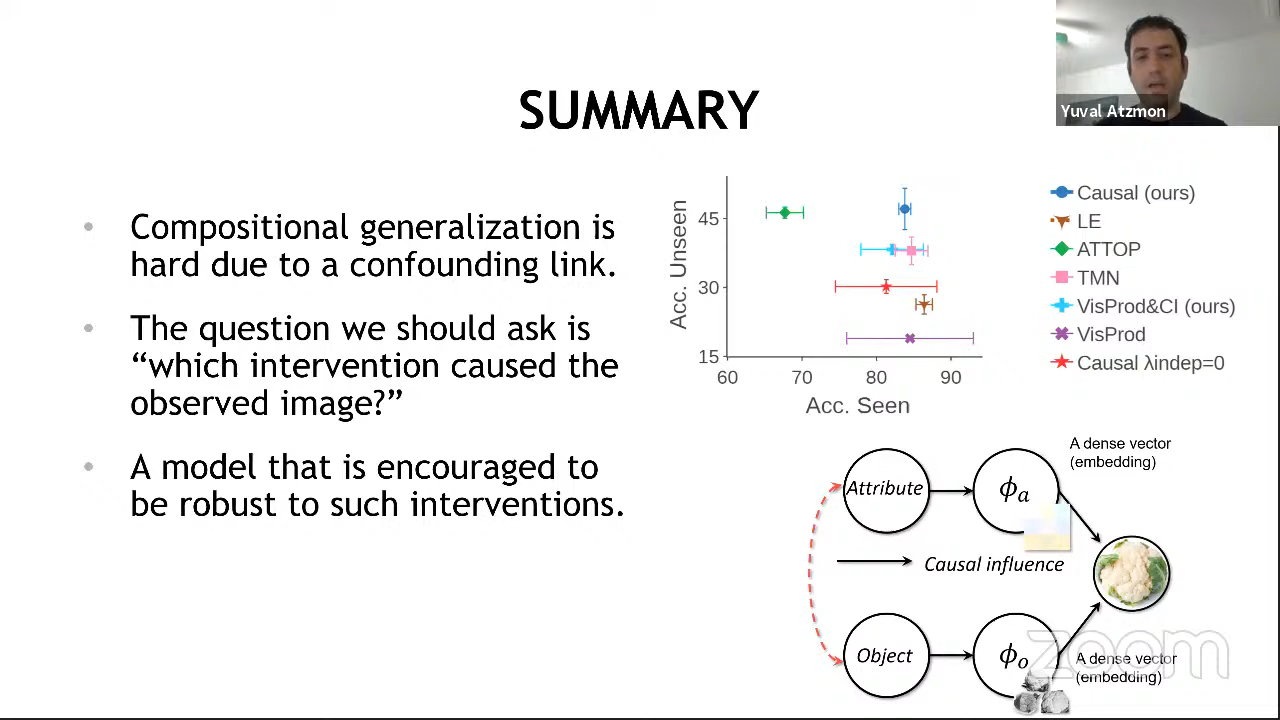 Yuval Atzmon
SUMMARY
• Compositional generalization is
hard due to a confounding link.
• The question we should ask is
“which intervention caused the
observed image?”
• A model that is encouraged to
be robust to such interventions.
Acc. Unseen
45
30
15
60 70 80 90
Acc. Seen
Causal (ours)
LE
ATTOP
TMN
VisProd&CI (ours)
VisProd
Causal λindep=0
A dense vector
(embedding)
Attribute
ϕa
Causal influence
Object
ϕo
zoom
A dense vector
(embedding)